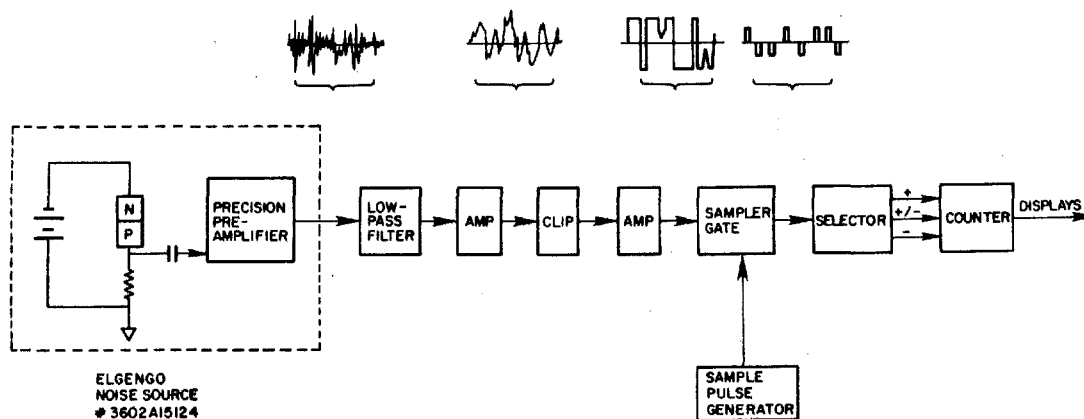 N
P
PRECISION
PRE-
AMPLIFIER
LOW-
PASS
FILTER
AMP
CLIP
AMP
SAMPLER
GATE
SELECTOR
+
+/-
-
COUNTER
DISPLAYS
SAMPLE
PULSE
GENERATOR
ELGENGO
NOISE SOURCE
# 3602A15124